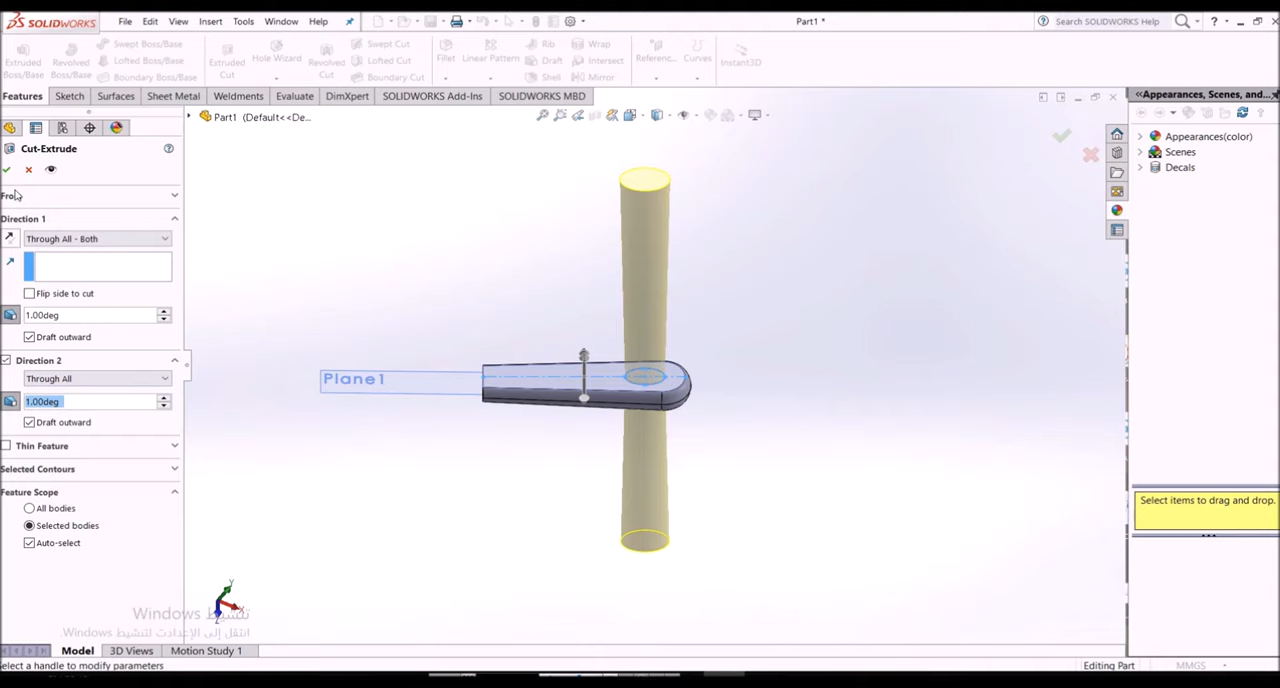 SOLIDWORKS File Edit View Insert Tools Window Help Part1 * Search SOLIDWORKS Help
Extruded Boss/Base
Revolved Boss/Base
Swept Boss/Base
Lofted Boss/Base
Boundary Boss/Base
Extruded Cut
Hole Wizard
Revolved Cut
Swept Cut
Lofted Cut
Boundary Cut
Fillet
Linear Pattern
Rib
Draft
Shell
Wrap
Intersect
Mirror
Referenc...
Curves
Instant3D
Features Sketch Surfaces Sheet Metal Weldments Evaluate DimXpert SOLIDWORKS Add-Ins SOLIDWORKS MBD
Part1 (Default<<De...
Cut-Extrude
Direction 1
Through All - Both
Flip side to cut
1.00deg
Draft outward
Direction 2
Through All
1.00deg
Draft outward
Thin Feature
Selected Contours
Feature Scope
All bodies
Selected bodies
Auto-select
Plane1
Y
X
Z
تنشيط Windows
انتقل إلى الإعدادات لتنشيط Windows.
Appearances, Scenes, and...
Appearances(color)
Scenes
Decals
Select items to drag and drop.
Model 3D Views Motion Study 1
Select a handle to modify parameters Editing Part MMGS